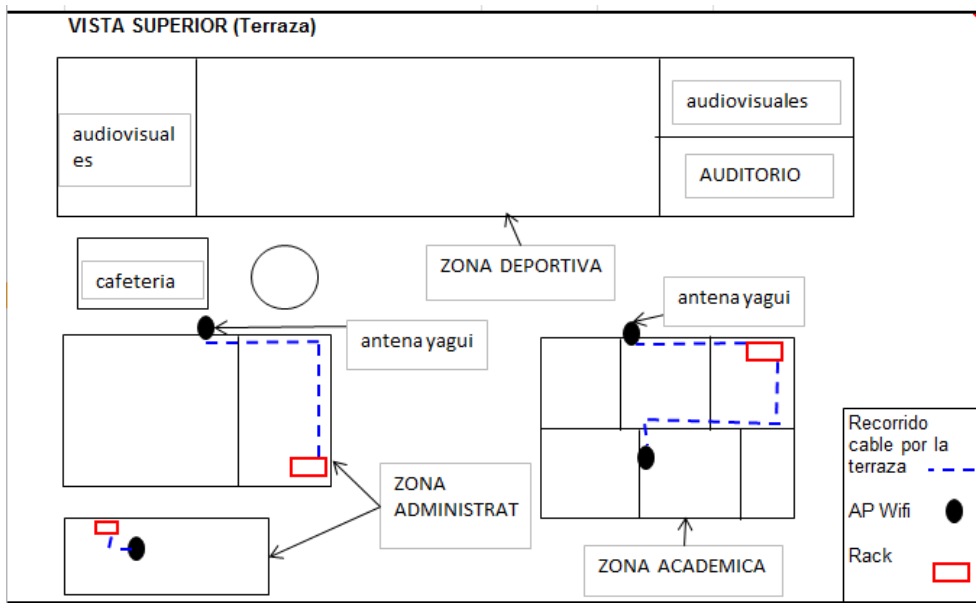 VISTA SUPERIOR (Terraza)
audiovisual
es
audiovisuales
AUDITORIO
ZONA DEPORTIVA
cafeteria
antena yagui
antena yagui
ZONA
ADMINISTRAT
ZONA ACADEMICA
Recorrido
cable por la
terraza
AP Wifi
Rack